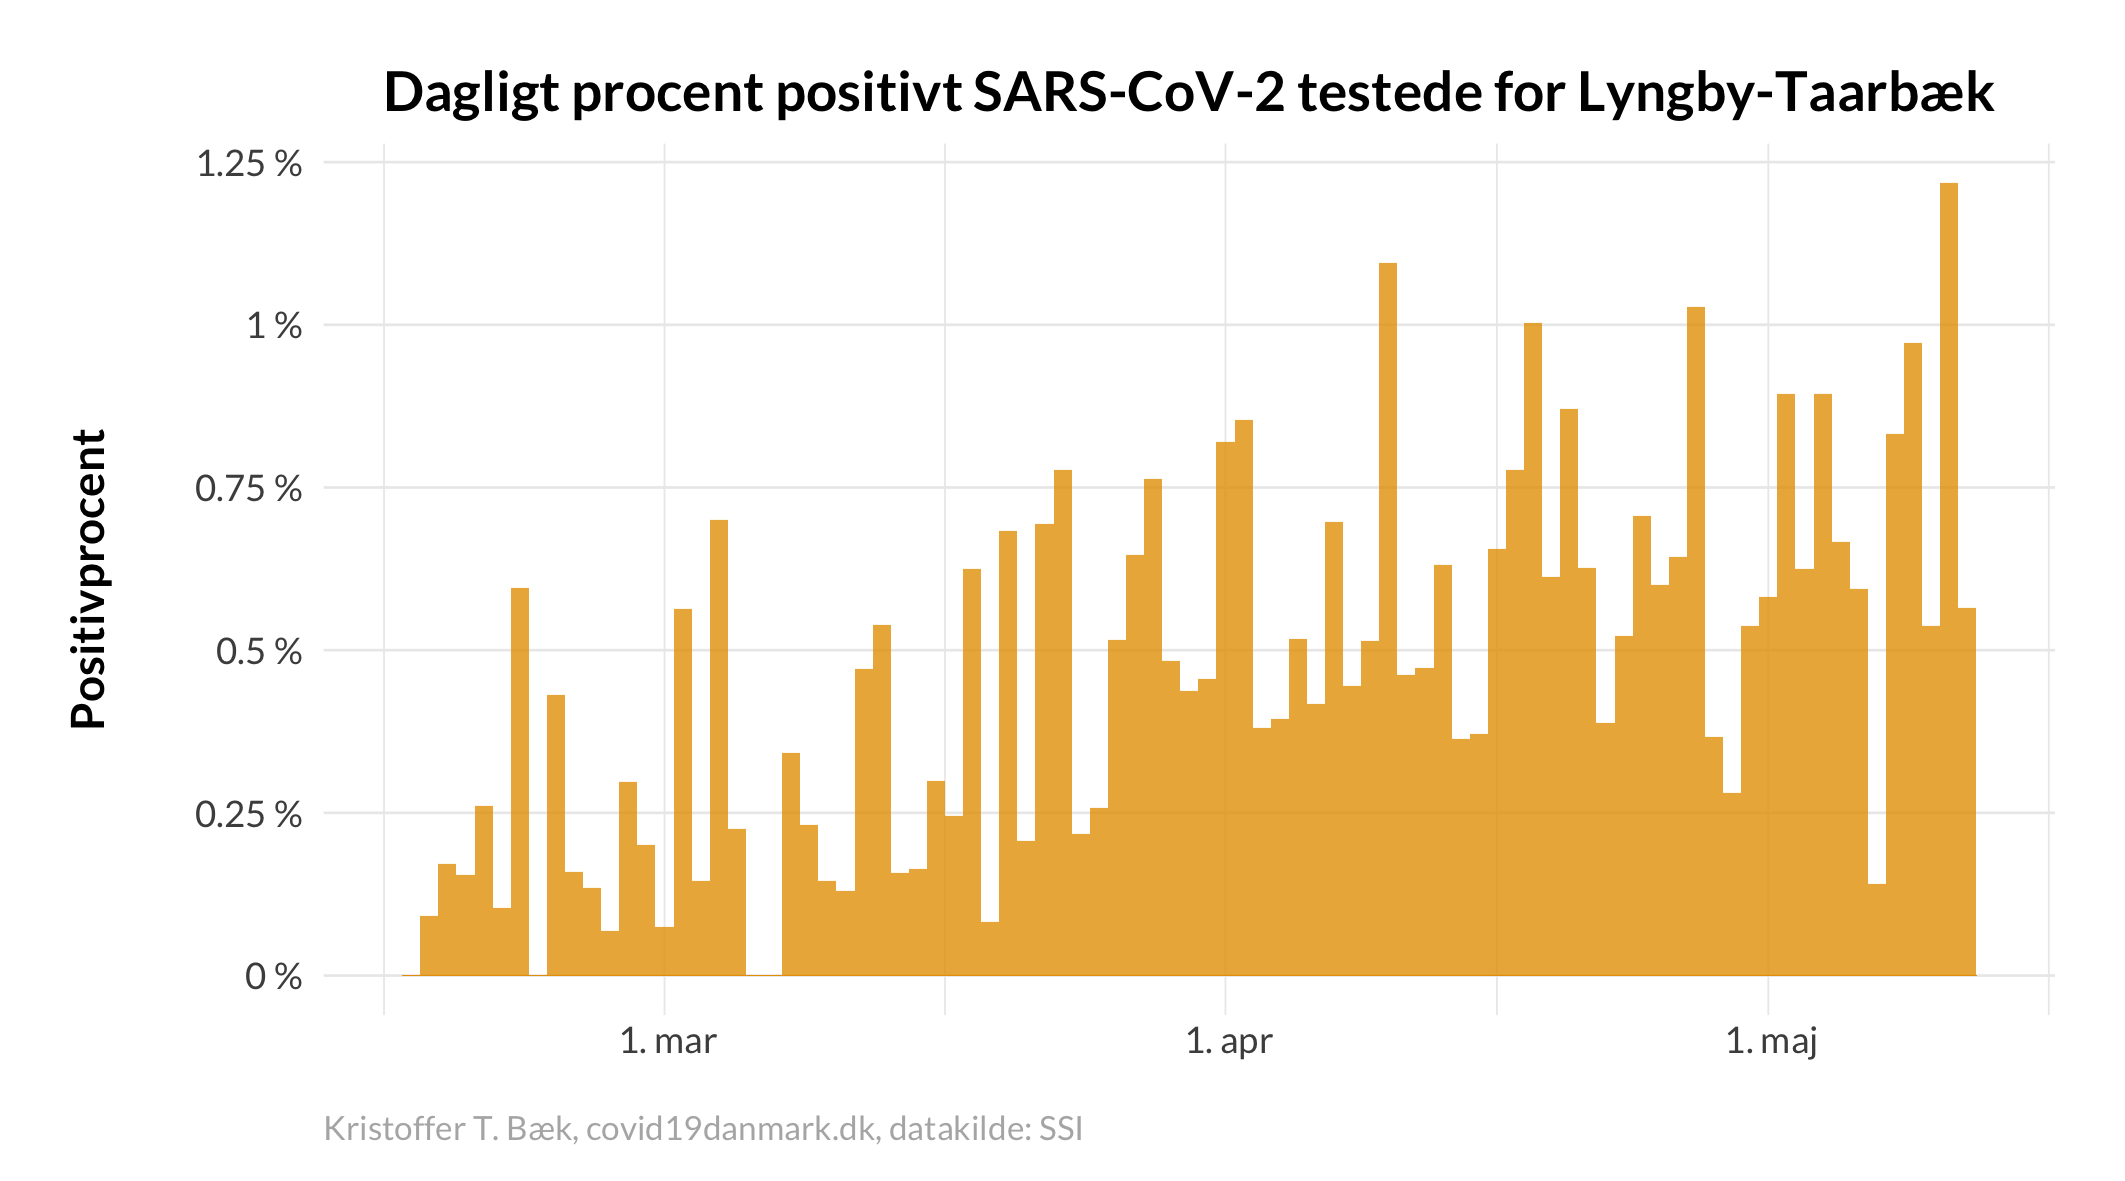 Dagligt procent positivt SARS-CoV-2 testede for Lyngby-Taarbæk
Positivprocent
1.25 %
1 %
0.75 %
0.5 %
0.25 %
0 %
1. mar
1. apr
1. maj
Kristoffer T. Bæk, covid19danmark.dk, datakilde: SSI